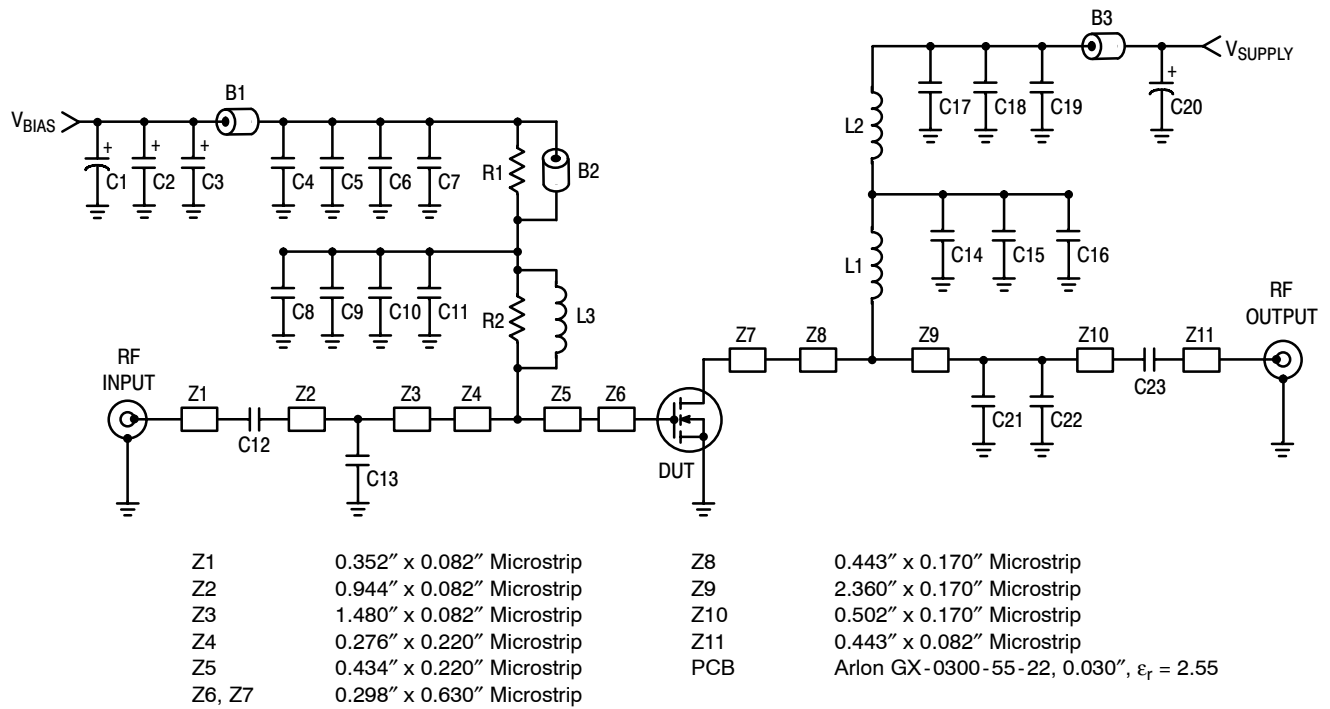 B3
VSUPPLY
C17 C18 C19 C20
B1
VBIAS
L2
C1 C2 C3 C4 C5 C6 C7 R1 B2
+ + + +
C14 C15 C16
L1
C8 C9 C10 C11 R2 L3
RF
OUTPUT
RF
INPUT
Z7 Z8 Z9 Z10 Z11
C23
Z1 Z2 Z3 Z4 Z5 Z6
C12
C21 C22
C13
DUT
Z1 0.352″ x 0.082″ Microstrip
Z2 0.944″ x 0.082″ Microstrip
Z3 1.480″ x 0.082″ Microstrip
Z4 0.276″ x 0.220″ Microstrip
Z5 0.434″ x 0.220″ Microstrip
Z6, Z7 0.298″ x 0.630″ Microstrip
Z8 0.443″ x 0.170″ Microstrip
Z9 2.360″ x 0.170″ Microstrip
Z10 0.502″ x 0.170″ Microstrip
Z11 0.443″ x 0.082″ Microstrip
PCB Arlon GX-0300-55-22, 0.030″, εr = 2.55